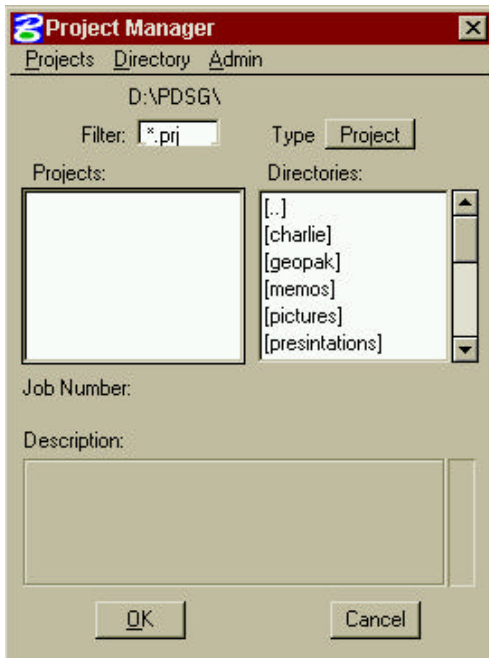 Project Manager
Projects Directory Admin
D:\PDSG\
Filter: *.prj Type Project
Projects: Directories:
[..]
[charlie]
[geopak]
[memos]
[pictures]
[presintations]
Job Number:
Description:
OK Cancel